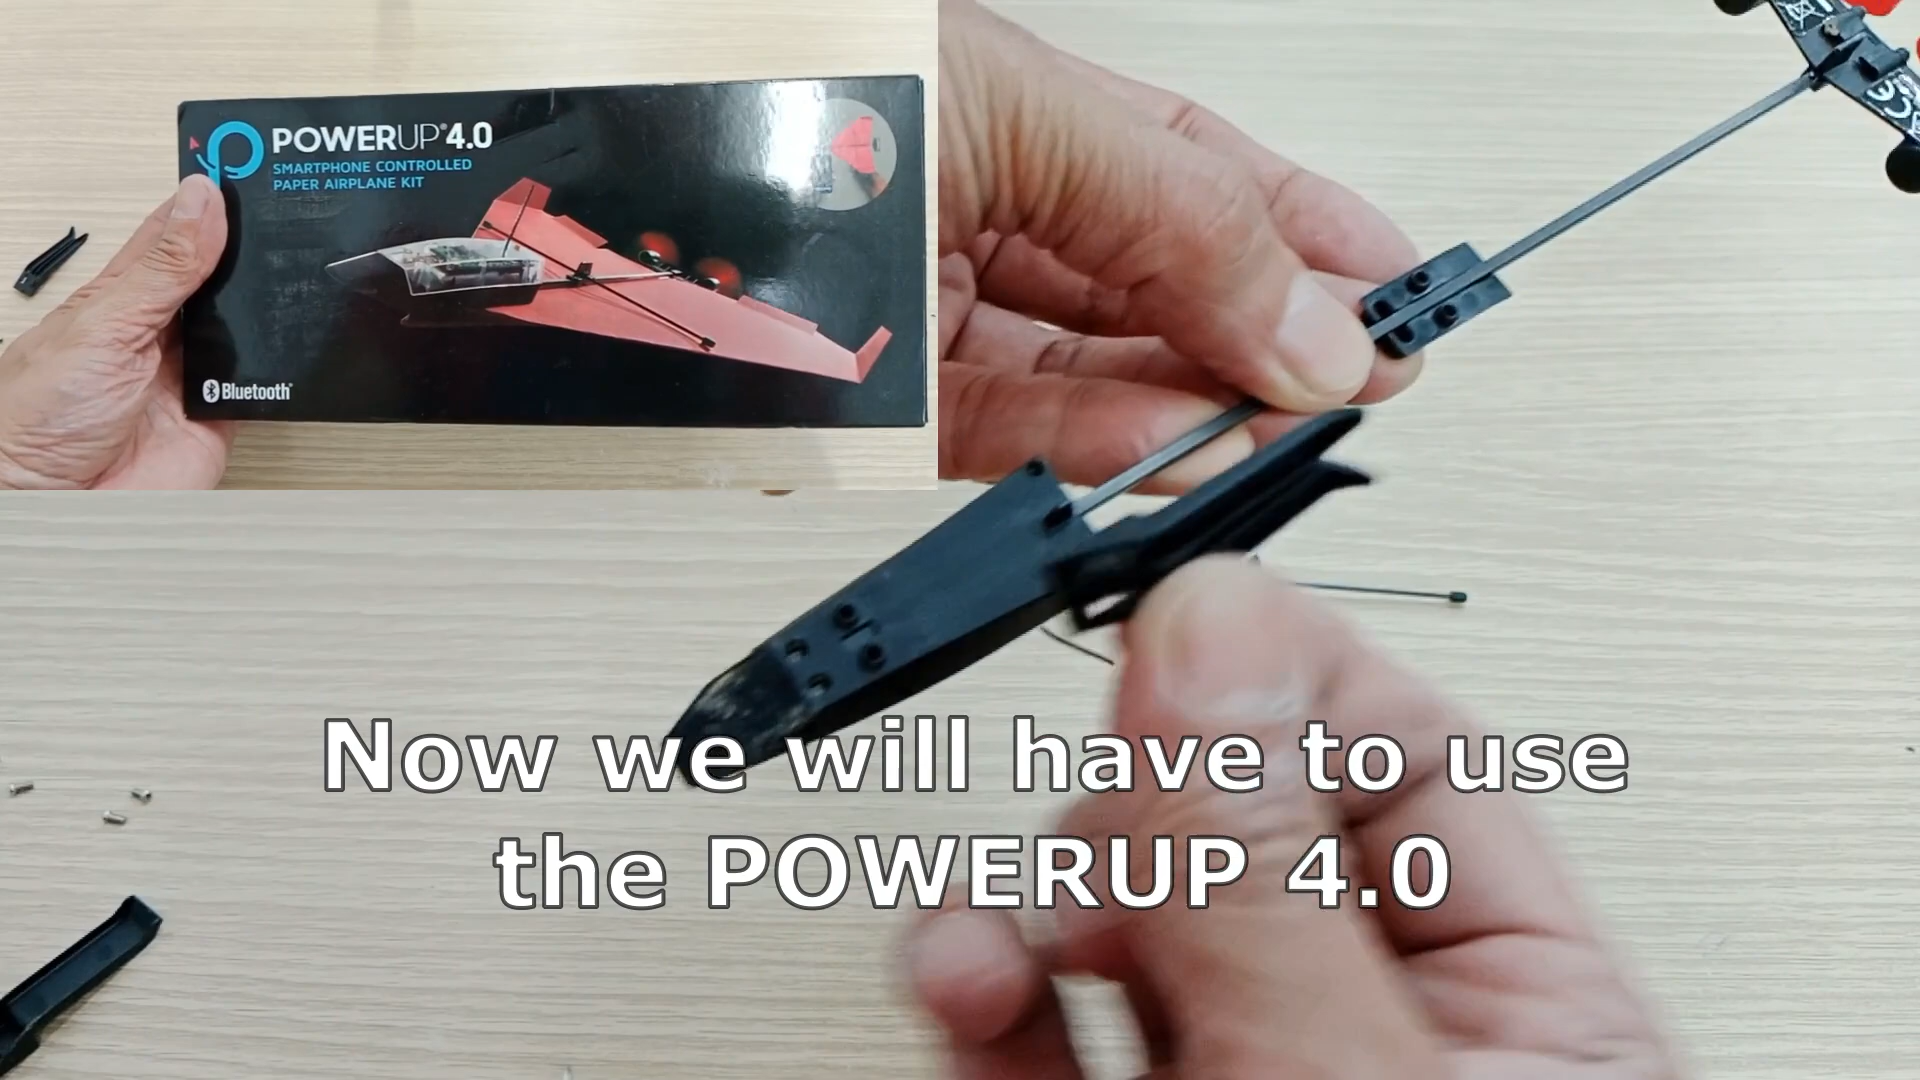 POWERUP® 4.0
SMARTPHONE CONTROLLED
PAPER AIRPLANE KIT
Bluetooth®
Now we will have to use
the POWERUP 4.0